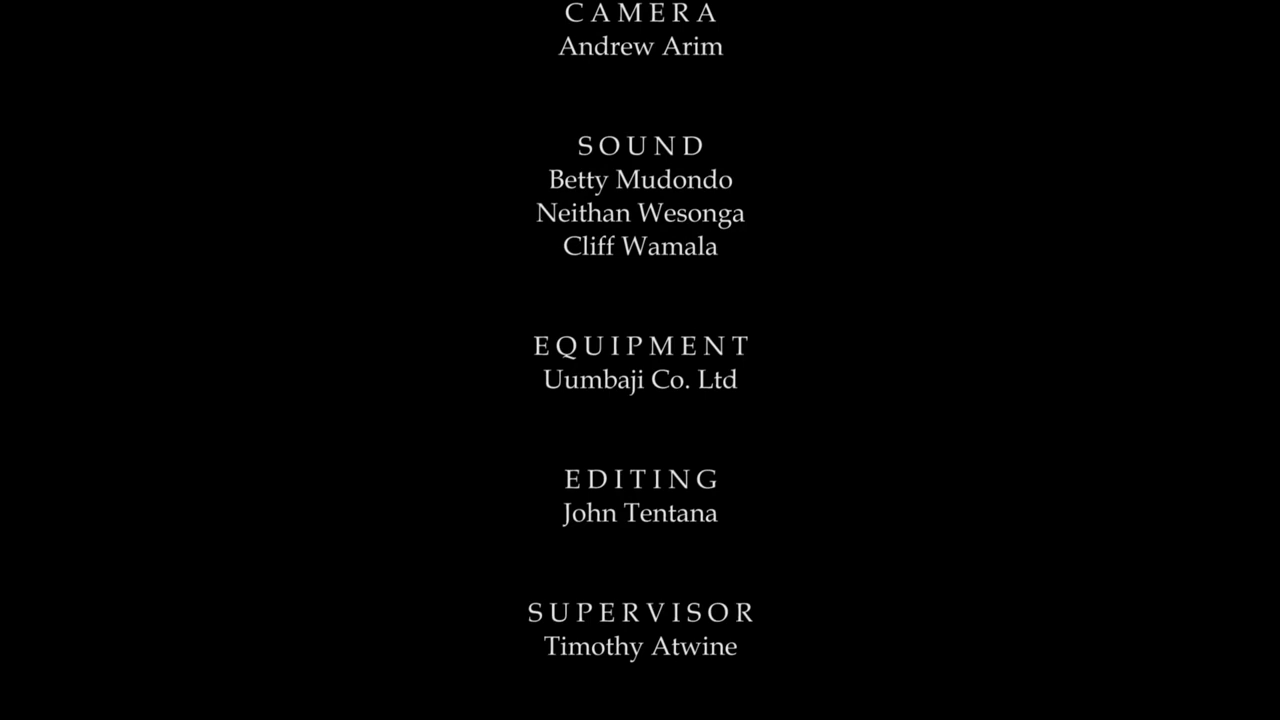 CAMERA
Andrew Arim
SOUND
Betty Mudondo
Neithan Wesonga
Cliff Wamala
EQUIPMENT
Uumbaji Co. Ltd
EDITING
John Tentana
SUPERVISOR
Timothy Atwine